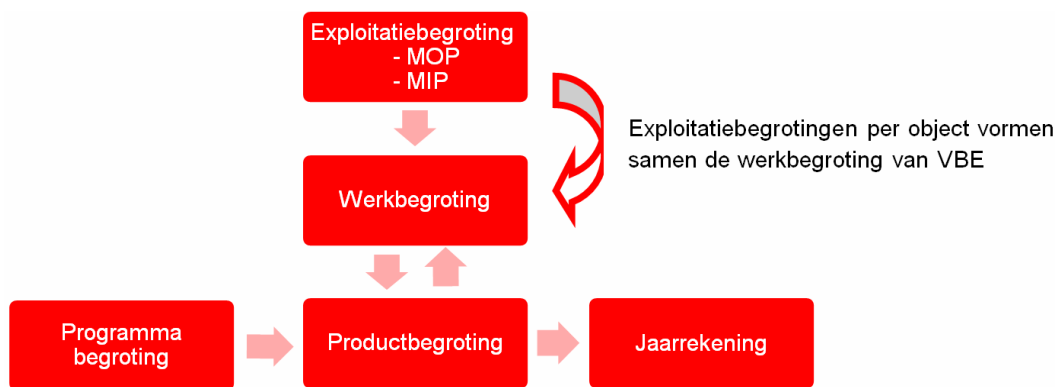 Exploitatiebegroting
- MOP
- MIP
Exploitatiebegrotingen per object vormen
samen de werkbegroting van VBE
Werkbegroting
Programma
begroting
Productbegroting
Jaarrekening